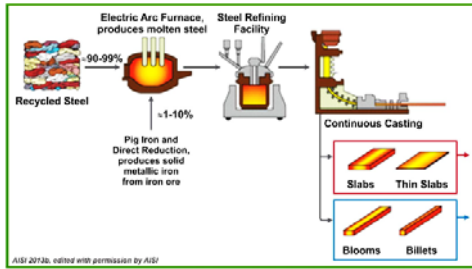 Electric Arc Furnace,
produces molten steel
Steel Refining
Facility
≈90-99%
Recycled Steel
≈1-10%
Continuous Casting
Pig Iron and
Direct Reduction,
produces solid
metallic iron
from iron ore
Slabs Thin Slabs
Blooms Billets
AISI 2013b, edited with permission by AISI